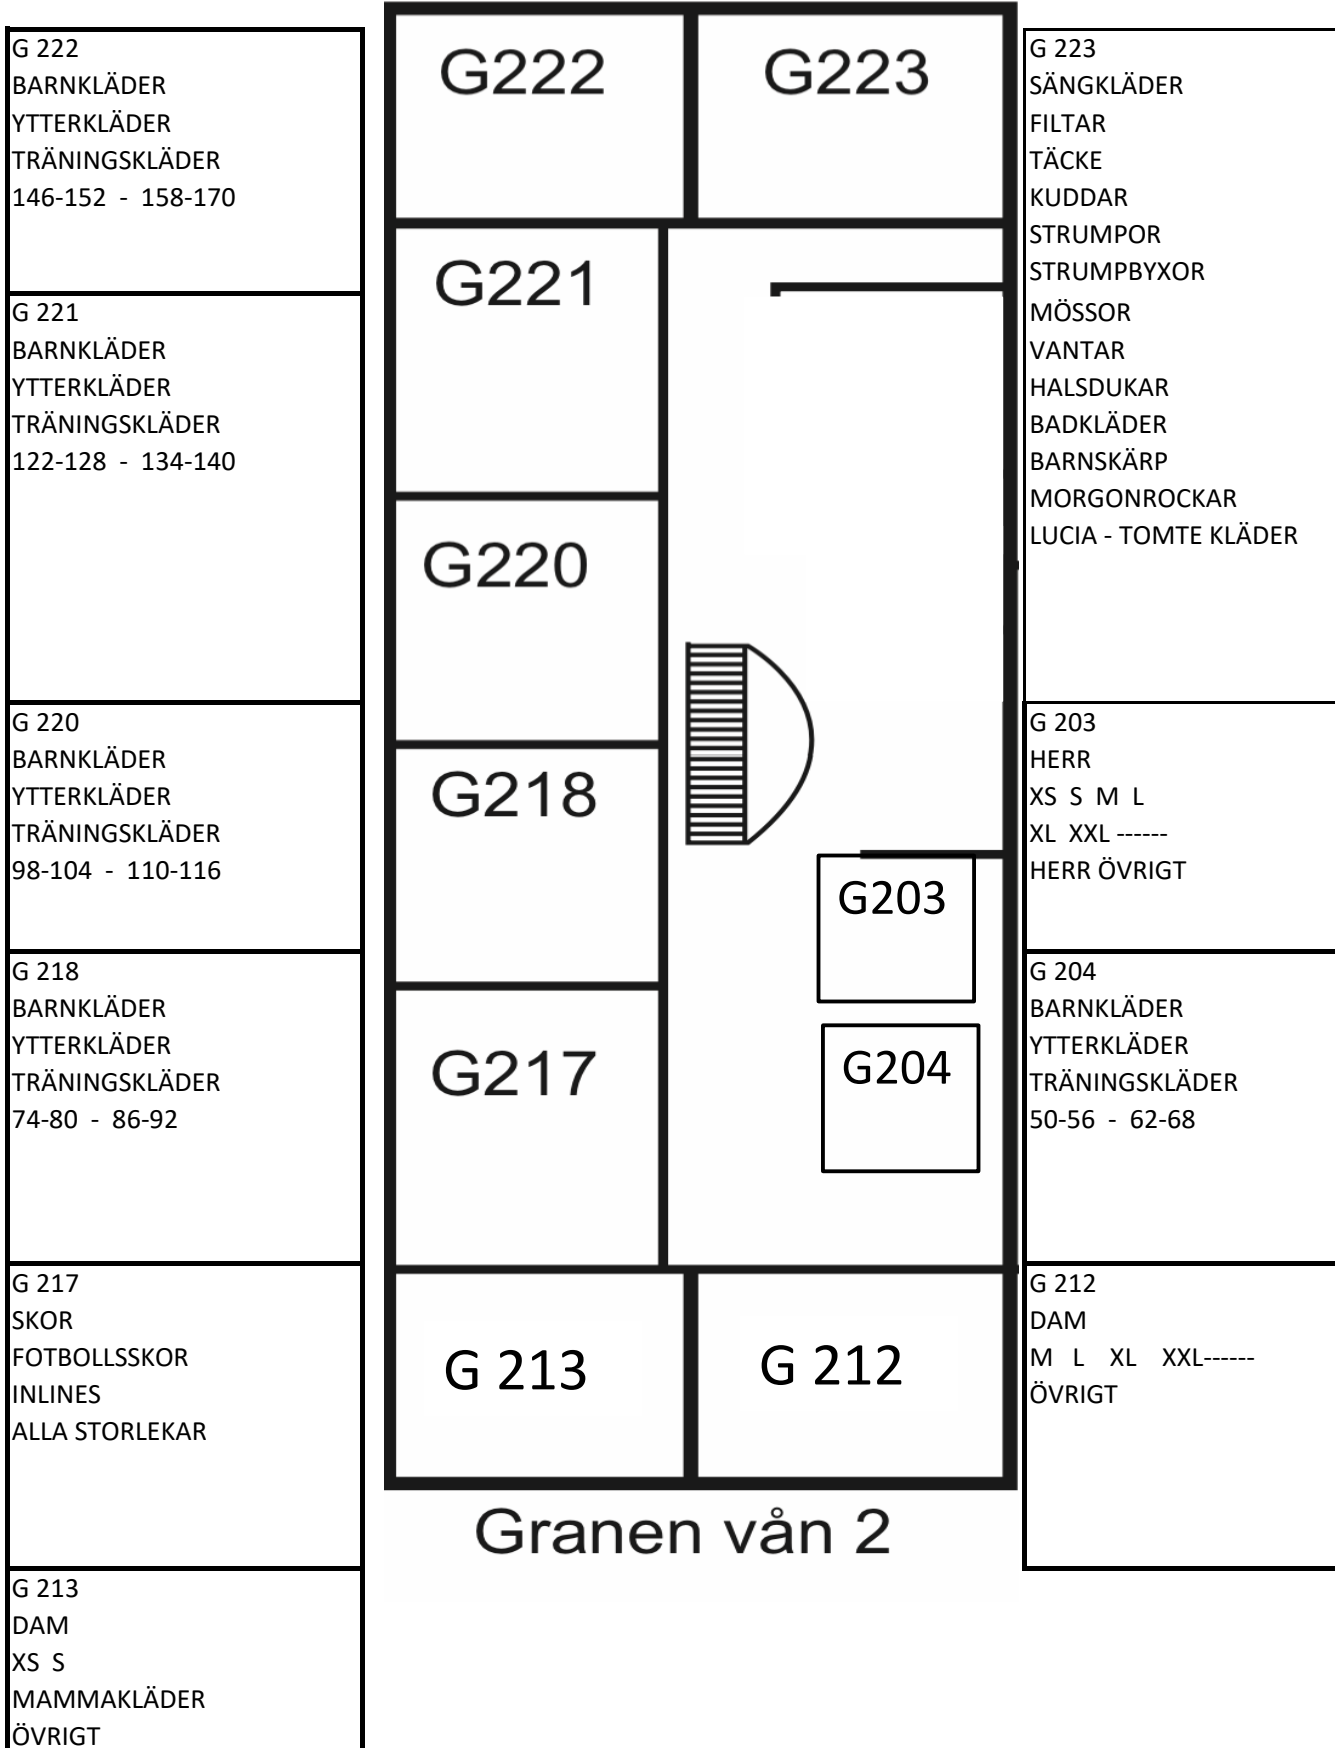 G 222
BARNKLÄDER
YTTERKLÄDER
TRÄNINGSKLÄDER
146-152 - 158-170
G 221
BARNKLÄDER
YTTERKLÄDER
TRÄNINGSKLÄDER
122-128 - 134-140
G 220
BARNKLÄDER
YTTERKLÄDER
TRÄNINGSKLÄDER
98-104 - 110-116
G 218
BARNKLÄDER
YTTERKLÄDER
TRÄNINGSKLÄDER
74-80 - 86-92
G 217
SKOR
FOTBOLLSSKOR
INLINES
ALLA STORLEKAR
G 213
DAM
XS S
MAMMAKLÄDER
ÖVRIGT
G222
G223
G221
G220
G218
G203
G217
G204
G 213
G 212
Granen vån 2
G 223
SÄNGKLÄDER
FILTAR
TÄCKE
KUDDAR
STRUMPOR
STRUMPBYXOR
MÖSSOR
VANTAR
HALSDUKAR
BADKLÄDER
BARNSKÄRP
MORGONROCKAR
LUCIA - TOMTE KLÄDER
G 203
HERR
XS S M L
XL XXL ------
HERR ÖVRIGT
G 204
BARNKLÄDER
YTTERKLÄDER
TRÄNINGSKLÄDER
50-56 - 62-68
G 212
DAM
M L XL XXL------
ÖVRIGT